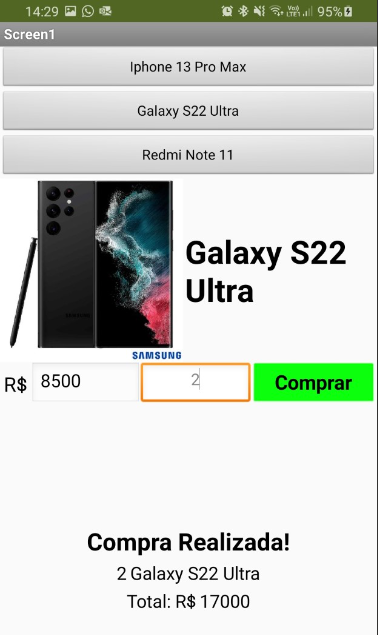 14:29 95%
Screen1
Iphone 13 Pro Max
Galaxy S22 Ultra
Redmi Note 11
Galaxy S22
Ultra
SAMSUNG
R$ 8500 2 Comprar
Compra Realizada!
2 Galaxy S22 Ultra
Total: R$ 17000